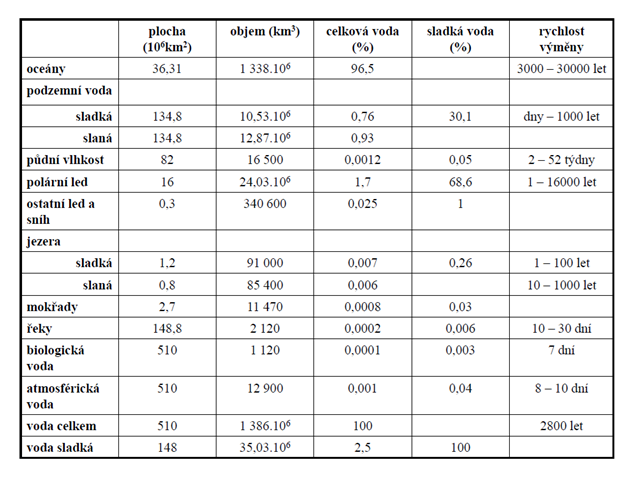 plocha (10⁶km²) objem (km³) celková voda (%) sladká voda (%) rychlost výměny
oceány 36,31 1 338.10⁶ 96,5 3000 – 30000 let
podzemní voda
sladká 134,8 10,53.10⁶ 0,76 30,1 dny – 1000 let
slaná 134,8 12,87.10⁶ 0,93
půdní vlhkost 82 16 500 0,0012 0,05 2 – 52 týdny
polární led 16 24,03.10⁶ 1,7 68,6 1 – 16000 let
ostatní led a sníh 0,3 340 600 0,025 1
jezera
sladká 1,2 91 000 0,007 0,26 1 – 100 let
slaná 0,8 85 400 0,006 10 – 1000 let
mokřady 2,7 11 470 0,0008 0,03
řeky 148,8 2 120 0,0002 0,006 10 – 30 dní
biologická voda 510 1 120 0,0001 0,003 7 dní
atmosférická voda 510 12 900 0,001 0,04 8 – 10 dní
voda celkem 510 1 386.10⁶ 100 2800 let
voda sladká 148 35,03.10⁶ 2,5 100